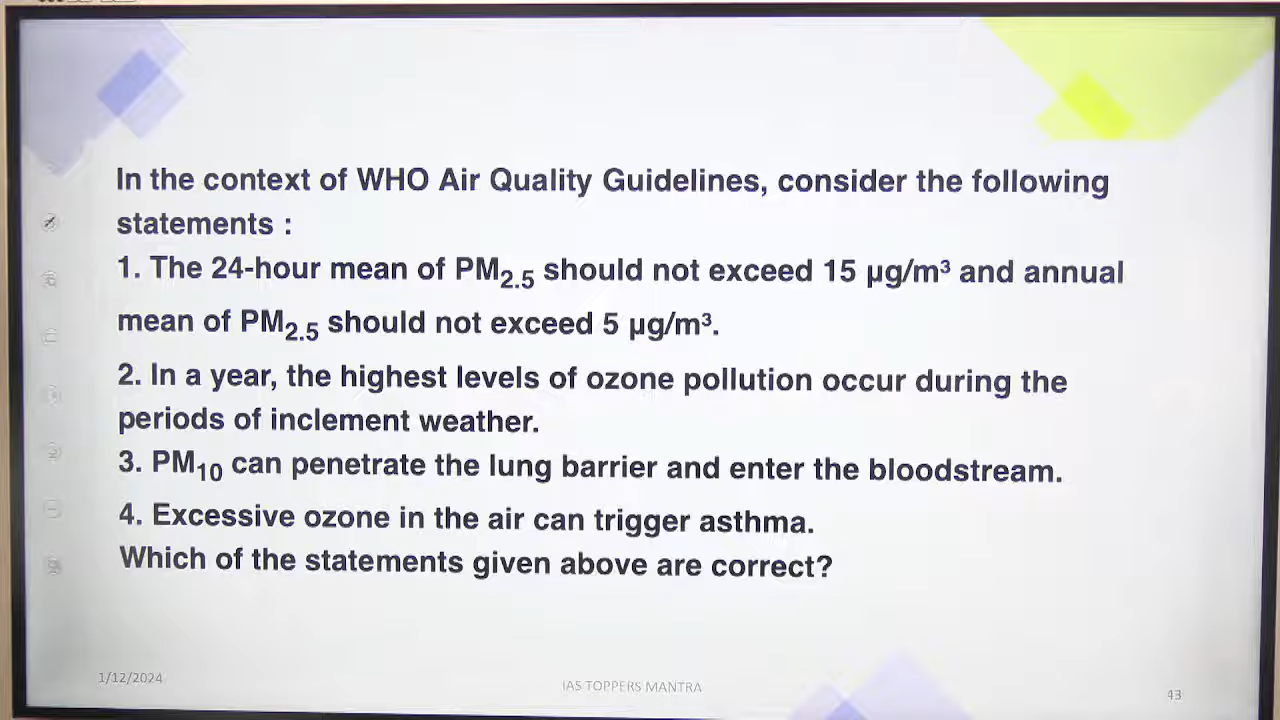 In the context of WHO Air Quality Guidelines, consider the following
statements :
1. The 24-hour mean of PM2.5 should not exceed 15 µg/m³ and annual
mean of PM2.5 should not exceed 5 µg/m³.
2. In a year, the highest levels of ozone pollution occur during the
periods of inclement weather.
3. PM10 can penetrate the lung barrier and enter the bloodstream.
4. Excessive ozone in the air can trigger asthma.
Which of the statements given above are correct?
1/12/2024
IAS TOPPERS MANTRA
43